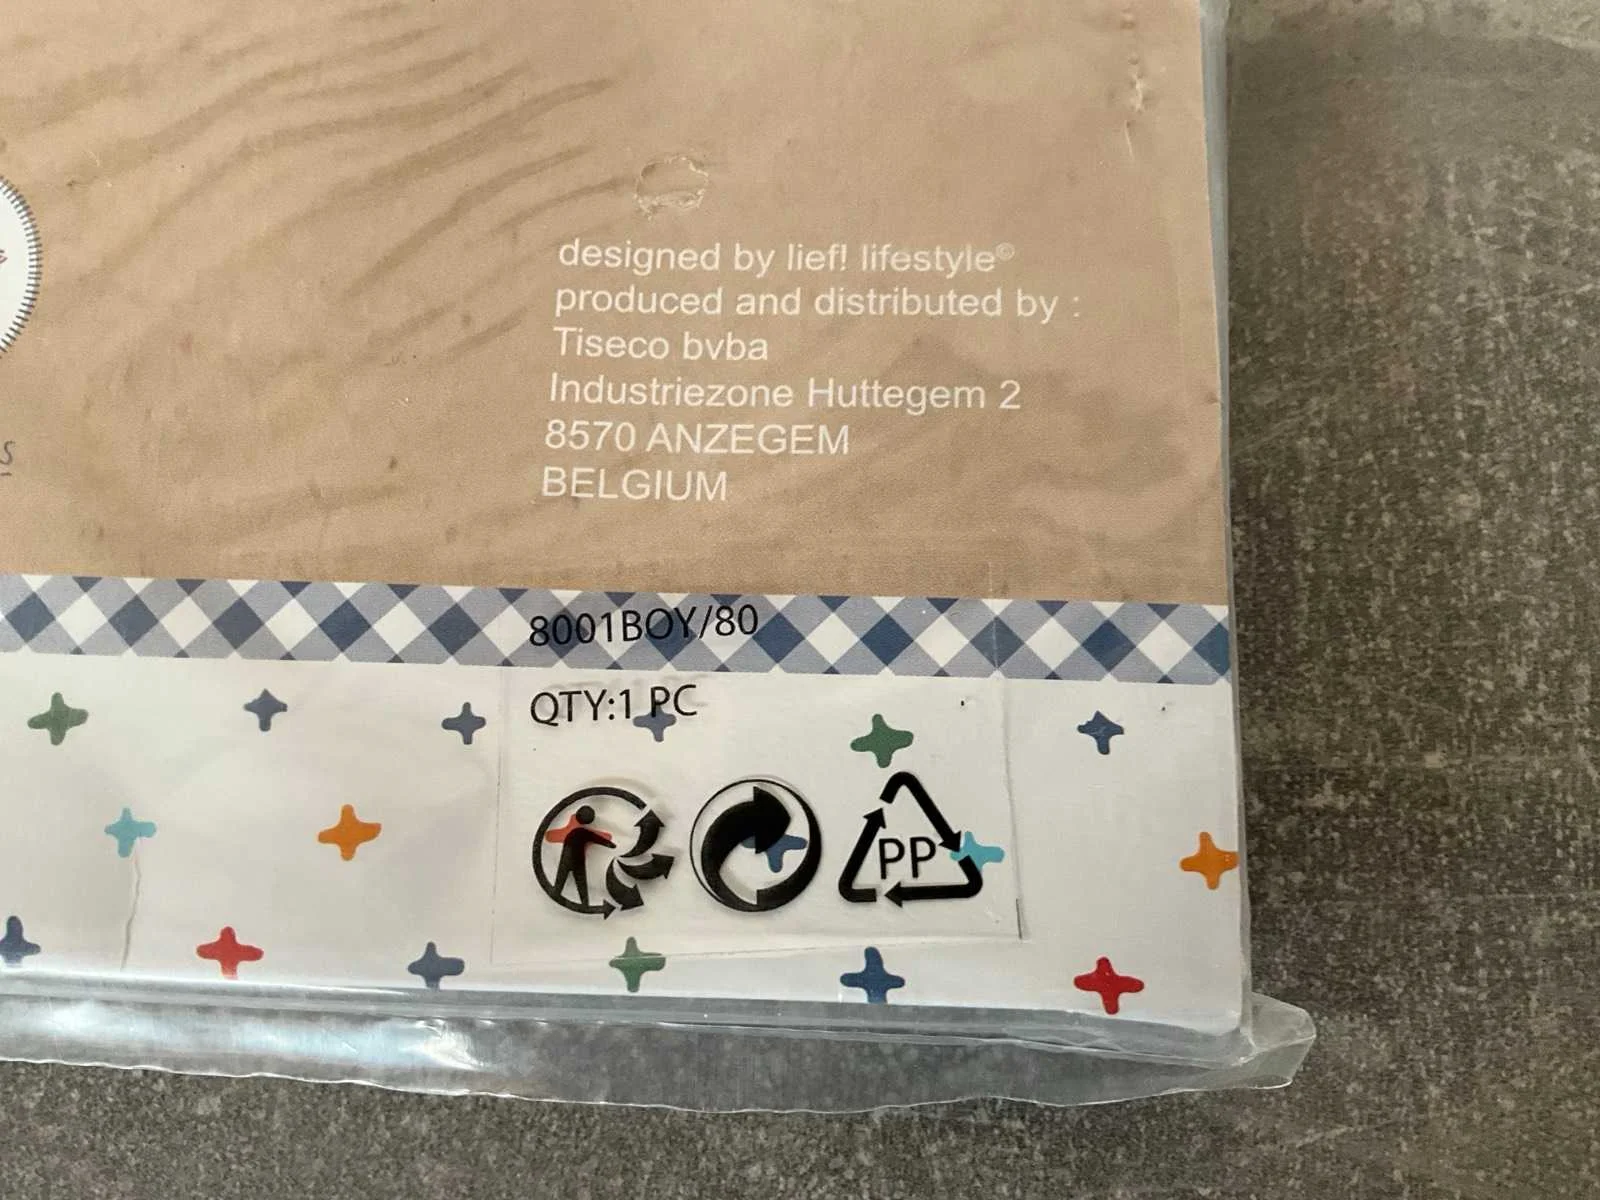 designed by lief! lifestyle©
produced and distributed by :
Tiseco bvba
Industriezone Huttegem 2
8570 ANZEGEM
BELGIUM
8001BOY/80
QTY:1 PC
PP